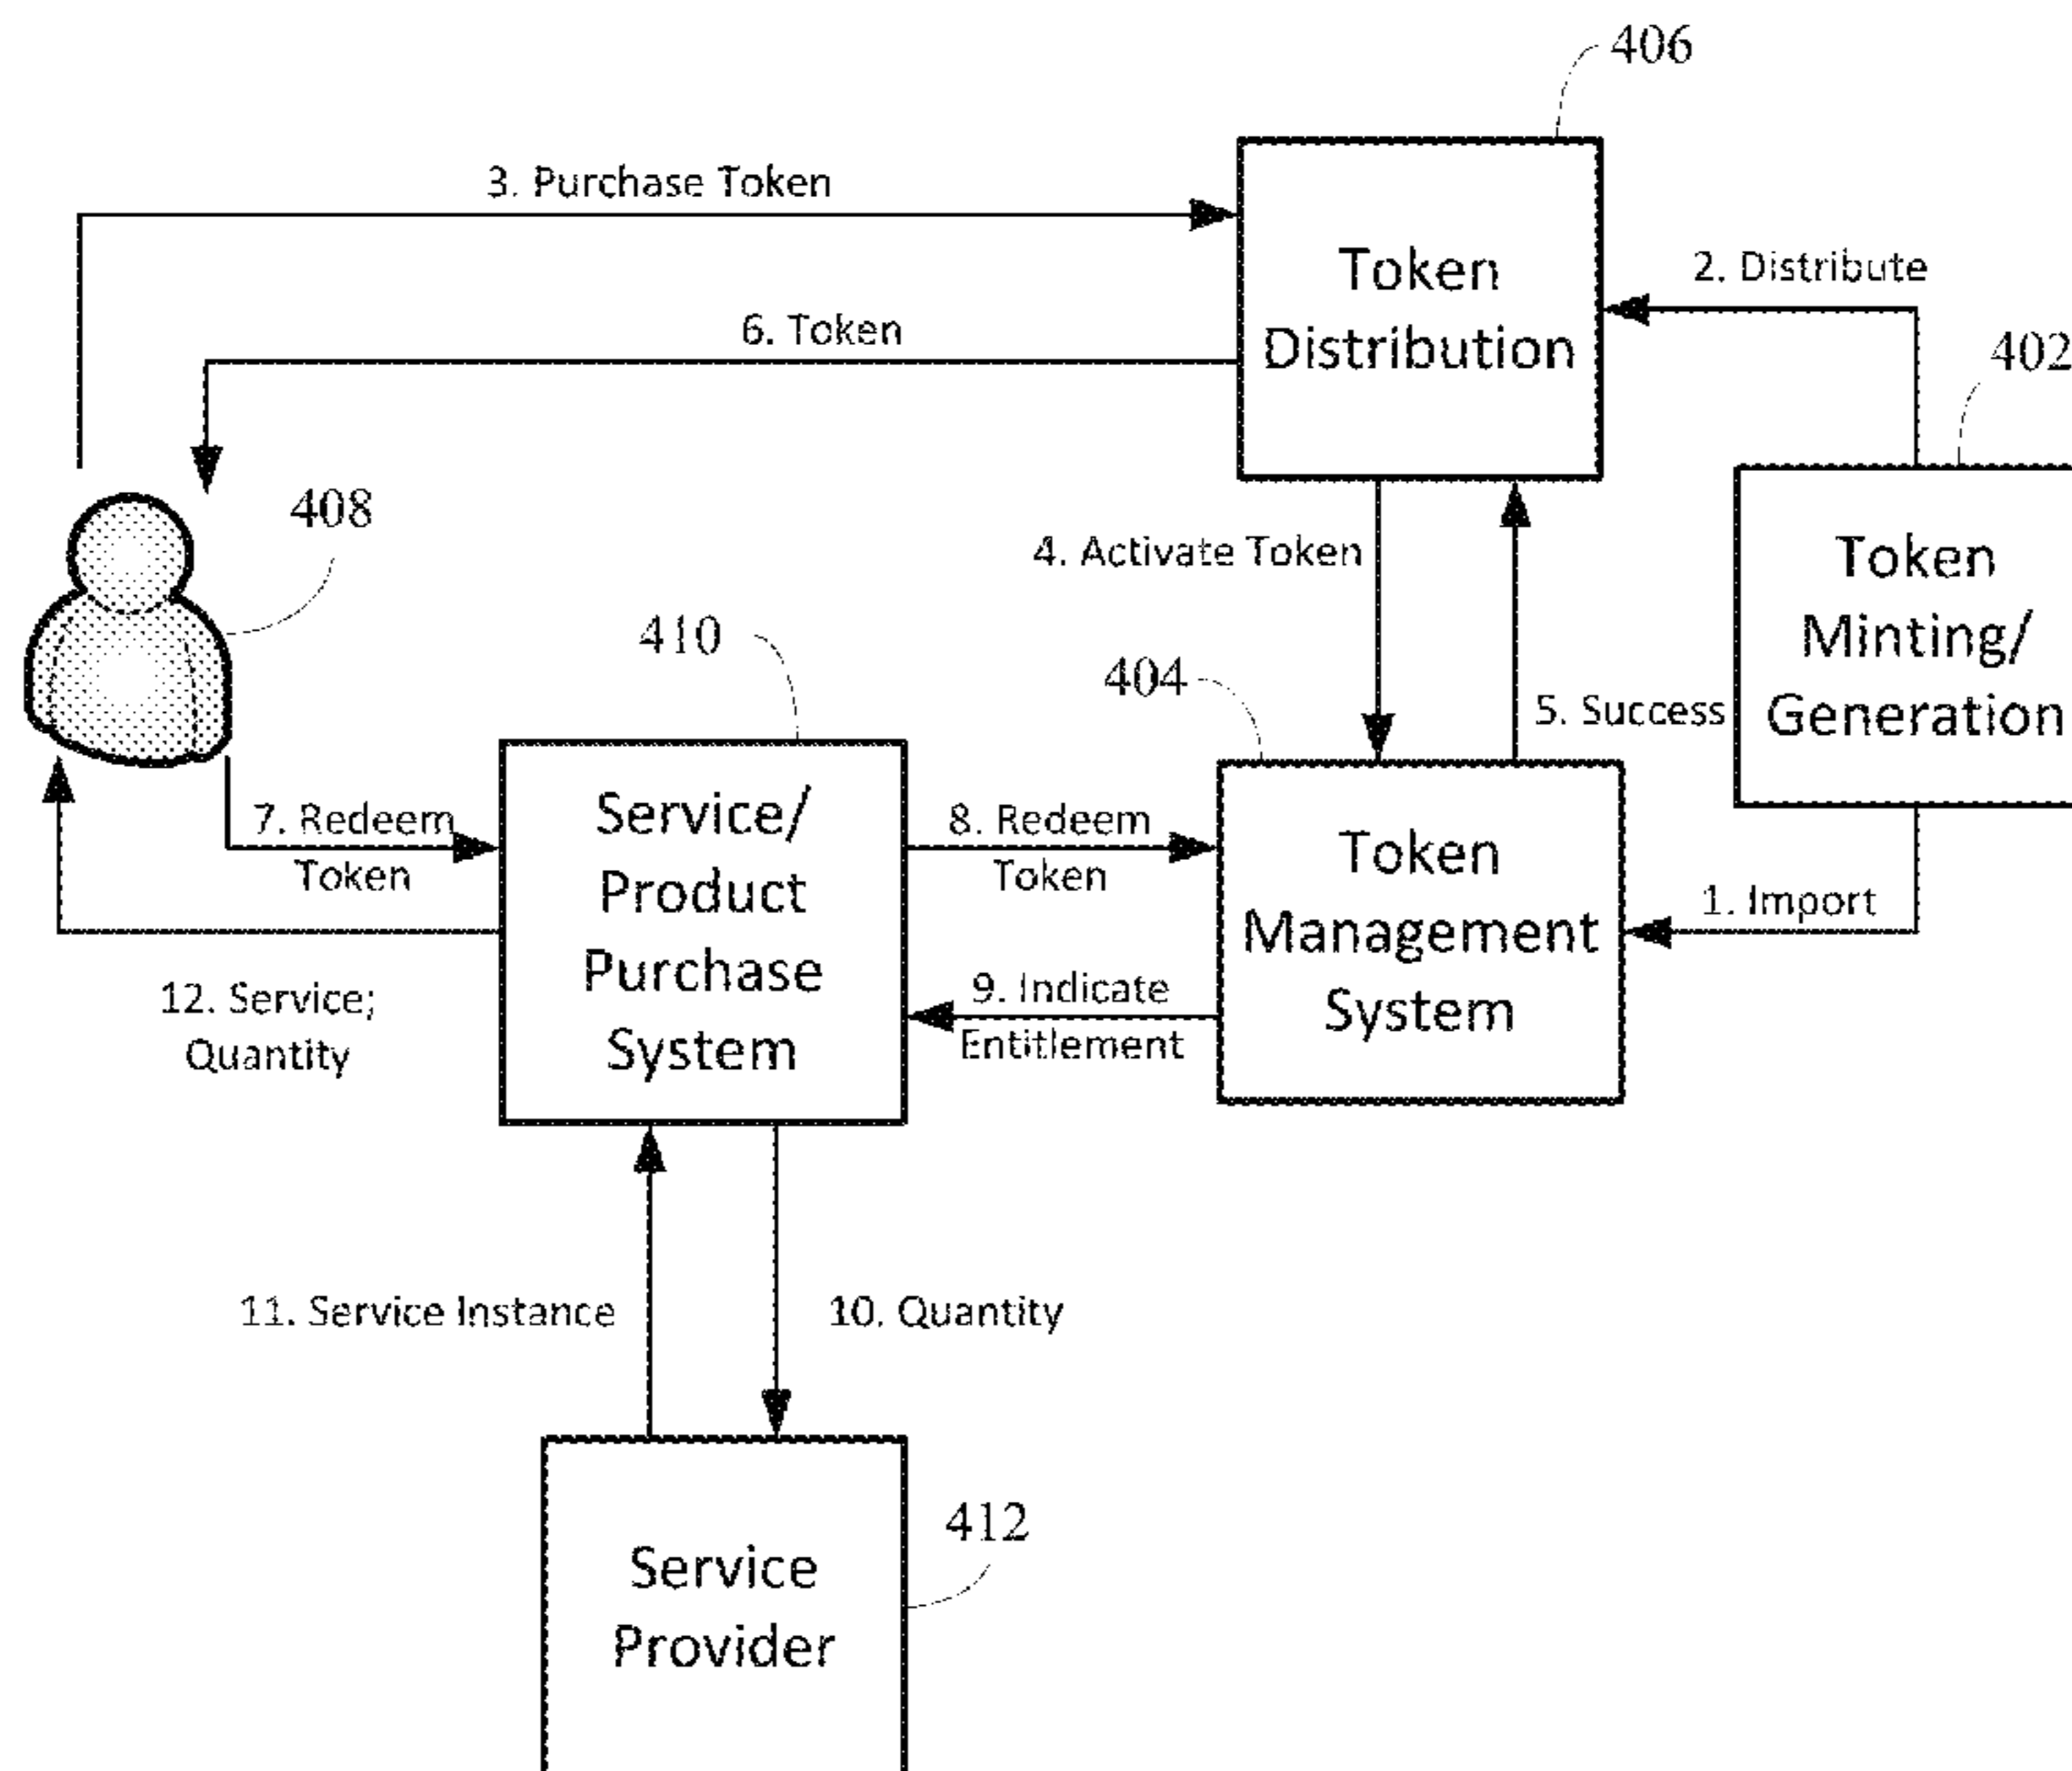 406
3. Purchase Token
Token
Distribution
2. Distribute
6. Token
402
408
4. Activate Token
Token
Minting/
Generation
410
404
5. Success
7. Redeem
Token
Service/
Product
Purchase
System
8. Redeem
Token
Token
Management
System
1. Import
9. Indicate
Entitlement
12. Service;
Quantity
11. Service Instance
10. Quantity
412
Service
Provider